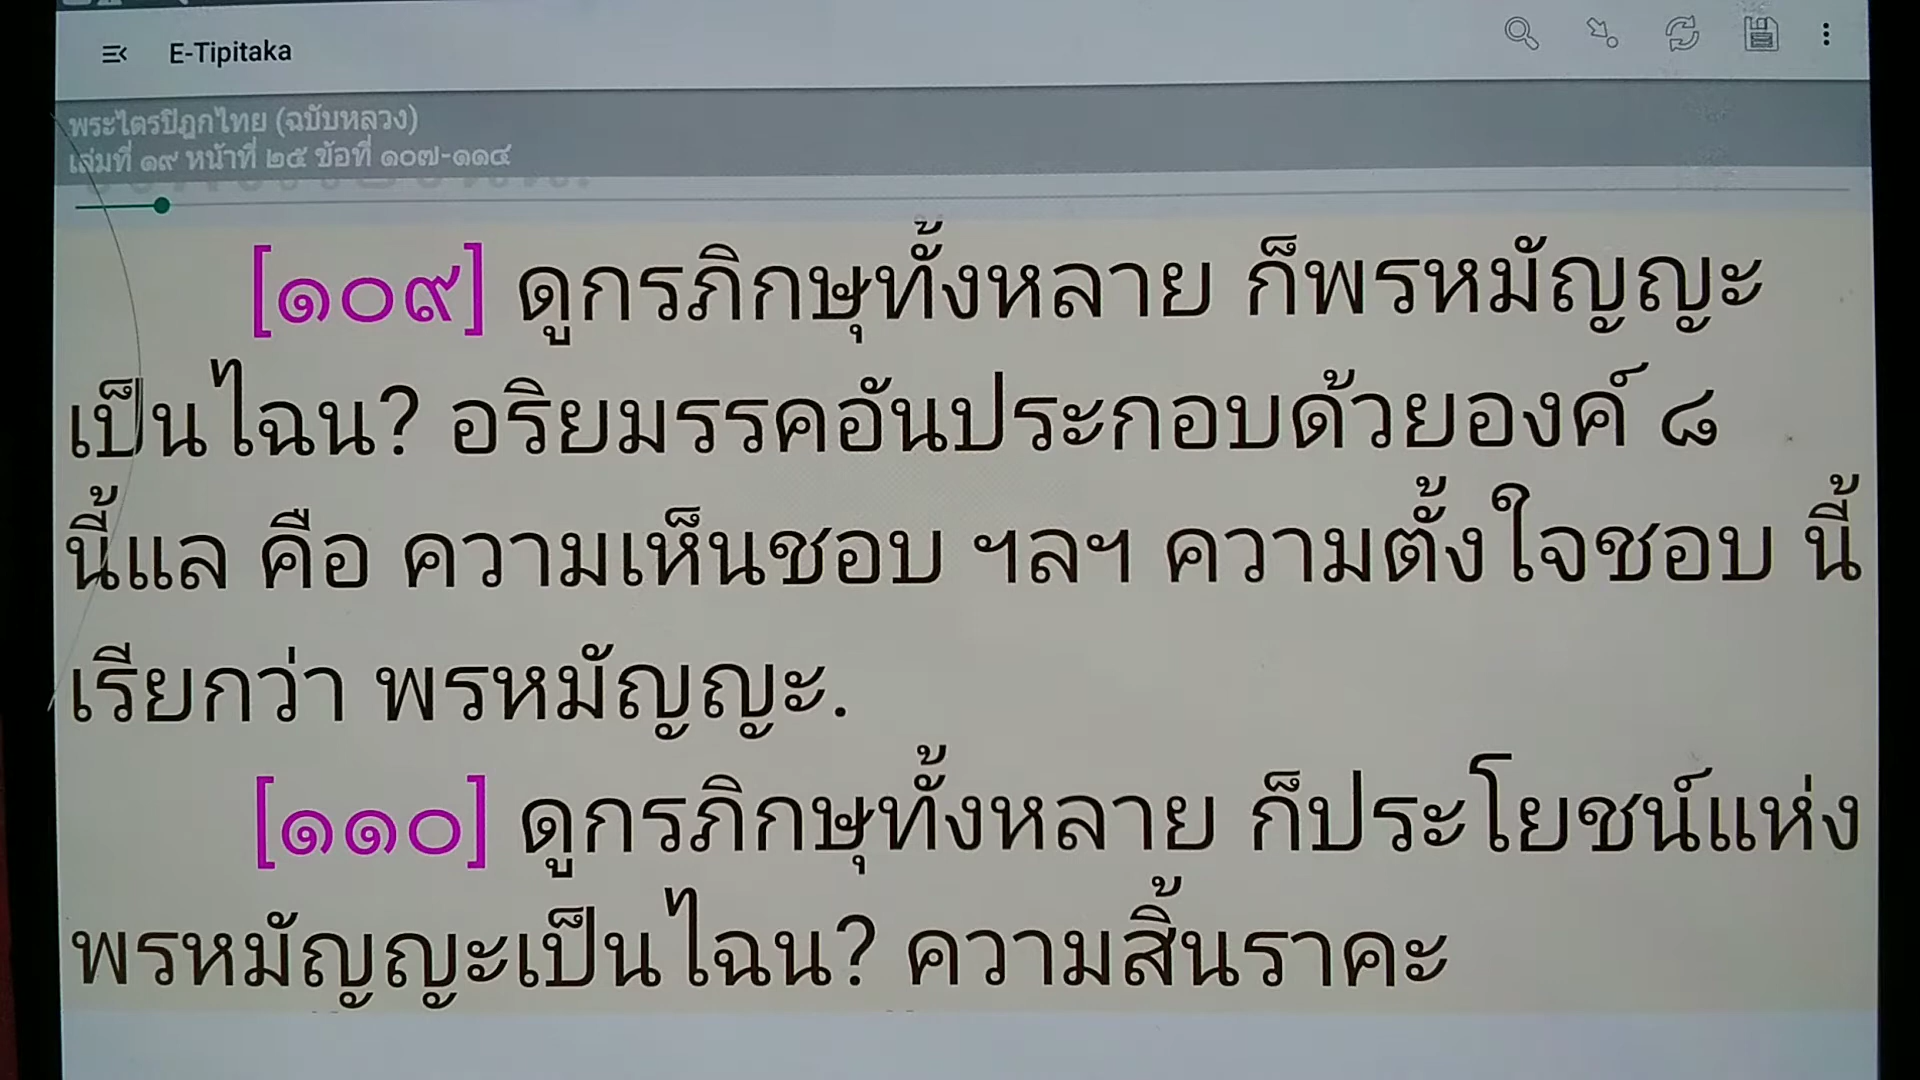 E-Tipitaka
พระไตรปิฎกไทย (ฉบับหลวง)
เล่มที่ ๑๙ หน้าที่ ๒๕ ข้อที่ ๑๐๗-๑๑๔
[๑๐๙] ดูกรภิกษุทั้งหลาย ก็พรหมัญญะ
เป็นไฉน? อริยมรรคอันประกอบด้วยองค์ ๘
นี้แล คือ ความเห็นชอบ ฯลฯ ความตั้งใจชอบ นี้
เรียกว่า พรหมัญญะ.
[๑๑๐] ดูกรภิกษุทั้งหลาย ก็ประโยชน์แห่ง
พรหมัญญะเป็นไฉน? ความสิ้นราคะ